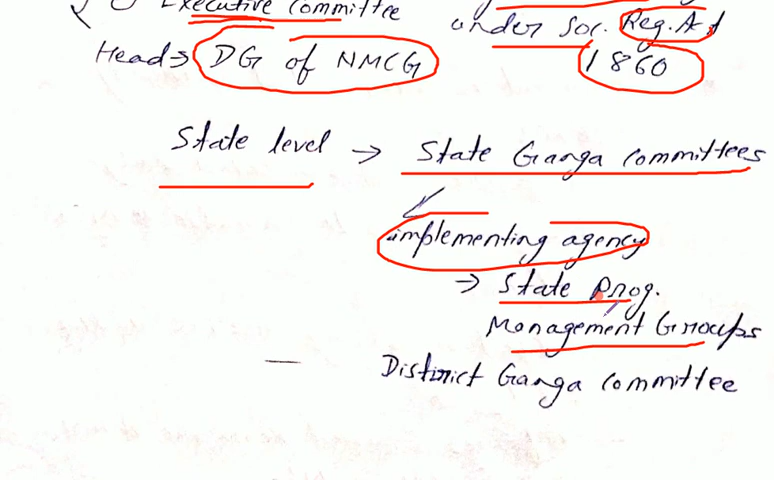 Executive Committee
under Soc. Reg. Act
Head → DG of NMCG
1860
State level → State Ganga Committees
implementing agency
→ State Prog.
Management Groups
— District Ganga Committee